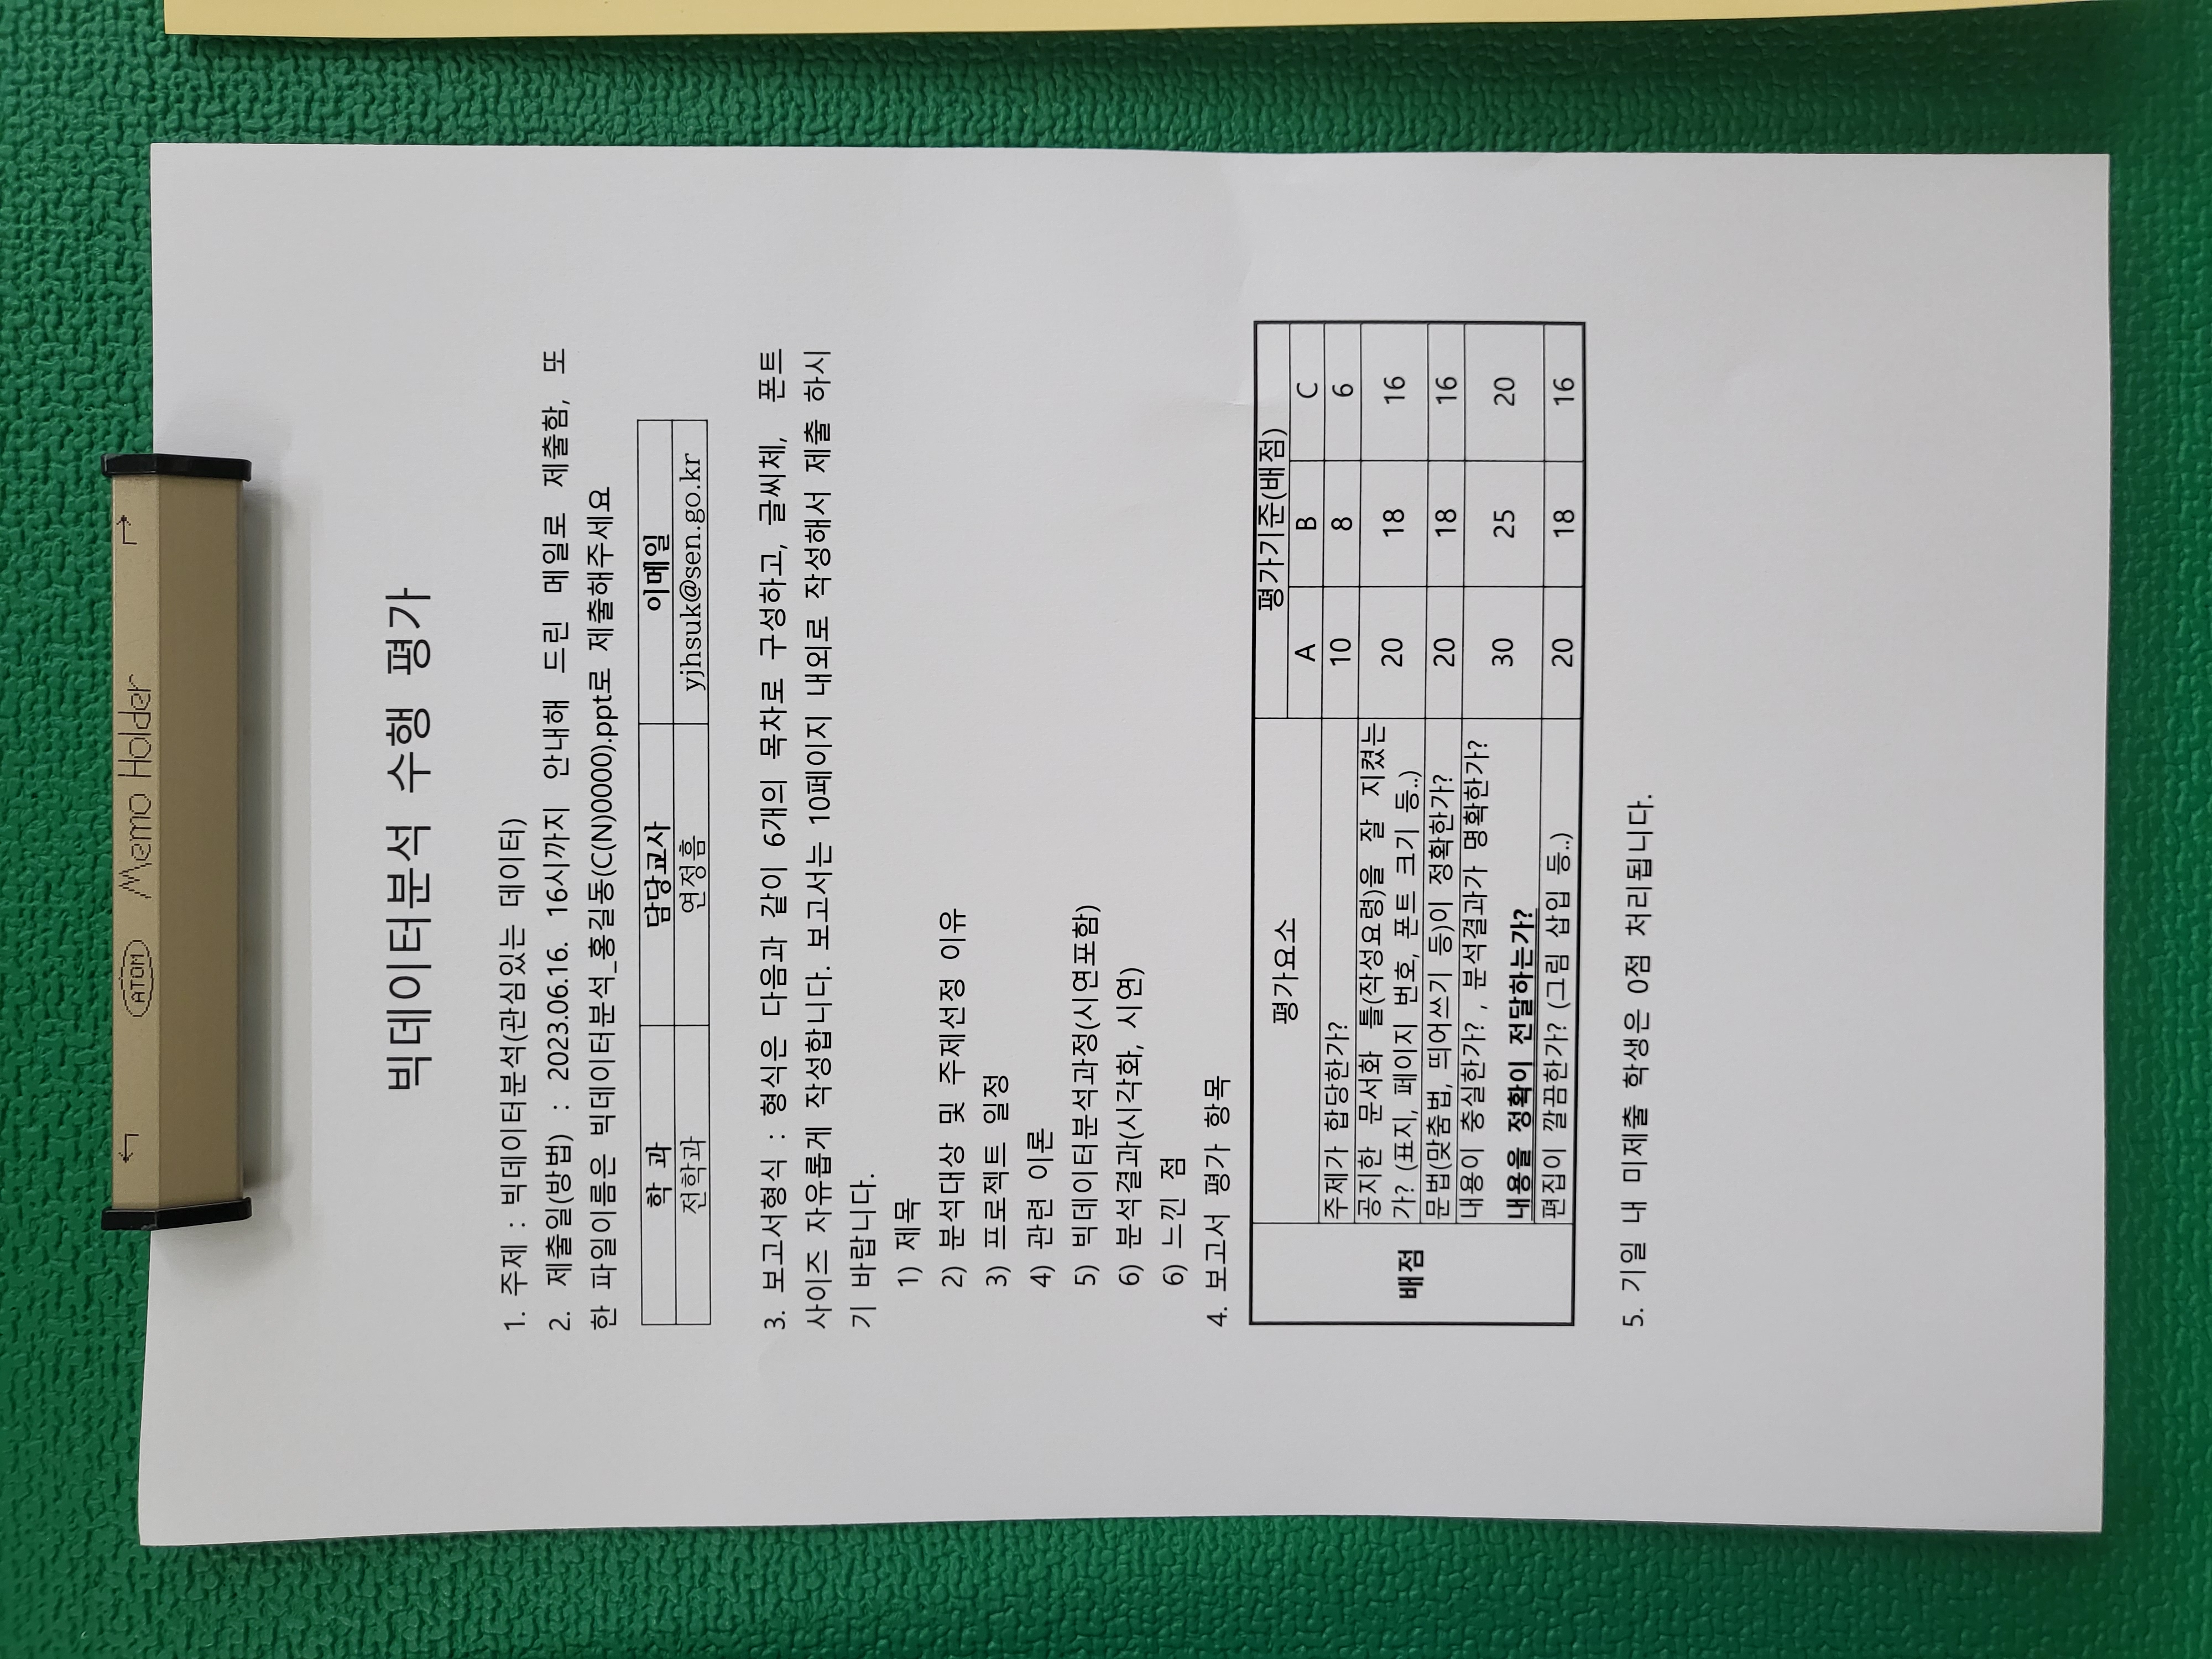 ATOM Memo Holder
빅데이터분석 수행 평가
1. 주제 : 빅데이터분석(관심있는 데이터)
2. 제출일(방법) : 2023.06.16. 16시까지 안내해 드린 메일로 제출함, 또
한 파일이름은 빅데이터분석_홍길동(C(N)0000).ppt로 제출해주세요
학 과 담당교사 이메일
전학과 연정흠 yjhsuk@sen.go.kr
3. 보고서형식 : 형식은 다음과 같이 6개의 목차로 구성하고, 글씨체, 폰트
사이즈 자유롭게 작성합니다. 보고서는 10페이지 내외로 작성해서 제출 하시
기 바랍니다.
1) 제목
2) 분석대상 및 주제선정 이유
3) 프로젝트 일정
4) 관련 이론
5) 빅데이터분석과정(시연포함)
6) 분석결과(시각화, 시연)
6) 느낀 점
4. 보고서 평가 항목
배점
평가요소 평가기준(배점)
A B C
주제가 합당한가? 10 8 6
공지한 문서화 틀(작성요령)을 잘 지켰는
가? (표지, 페이지 번호, 폰트 크기 등..) 20 18 16
문법(맞춤법, 띄어쓰기 등)이 정확한가? 20 18 16
내용이 충실한가? , 분석결과가 명확한가?
내용을 정확이 전달하는가? 30 25 20
편집이 깔끔한가? (그림 삽입 등..) 20 18 16
5. 기일 내 미제출 학생은 0점 처리됩니다.